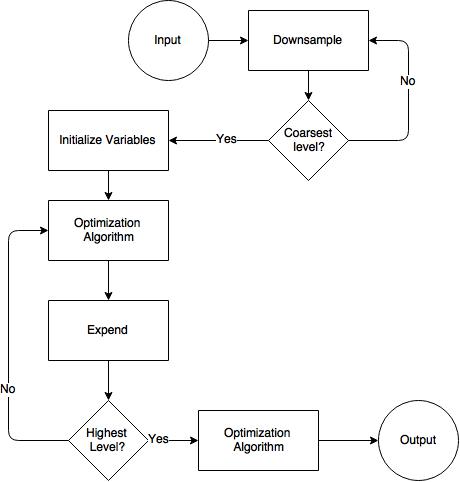 Input
Downsample
No
Coarsest
level?
Yes
Initialize Variables
Optimization
Algorithm
Expend
No
Highest
Level?
Yes
Optimization
Algorithm
Output